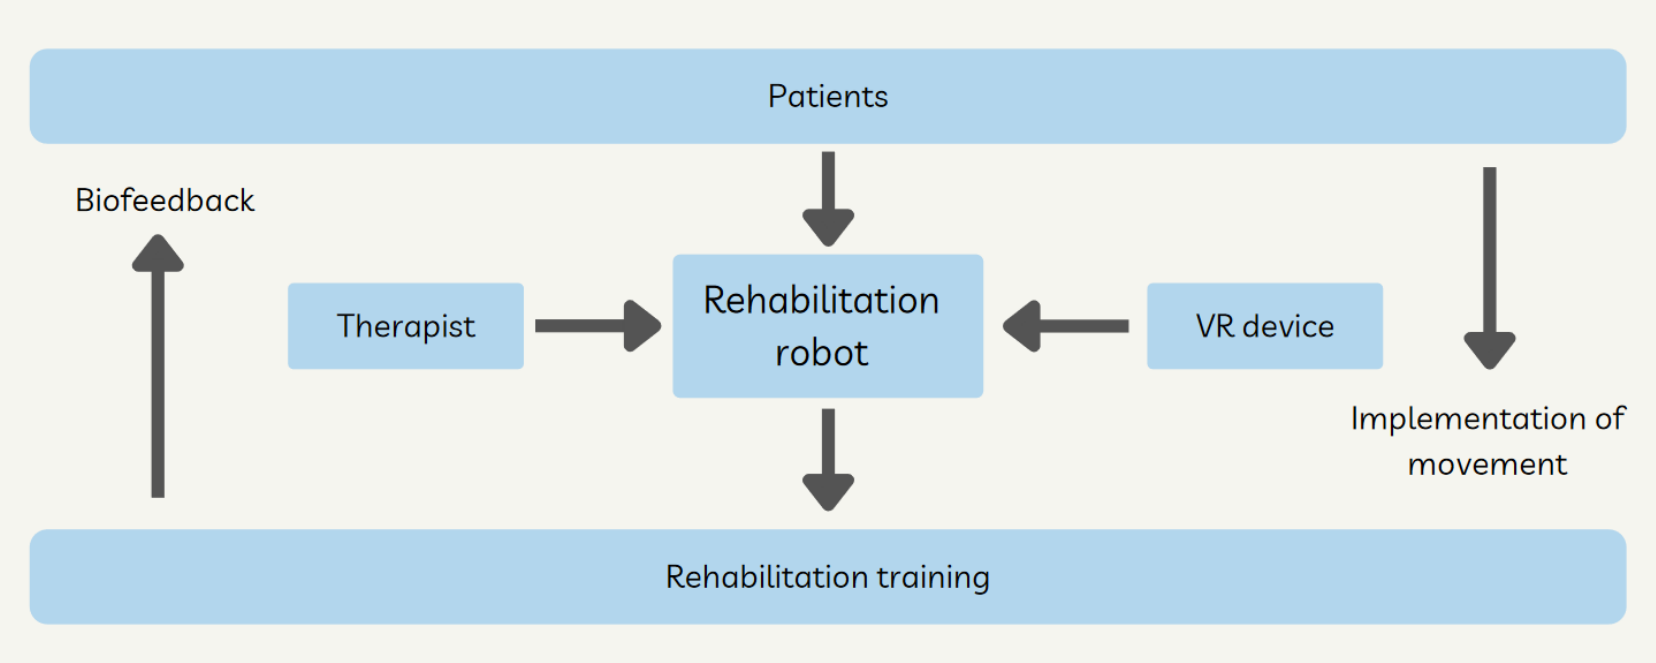 Patients
Biofeedback
Therapist
Rehabilitation
robot
VR device
Implementation of
movement
Rehabilitation training